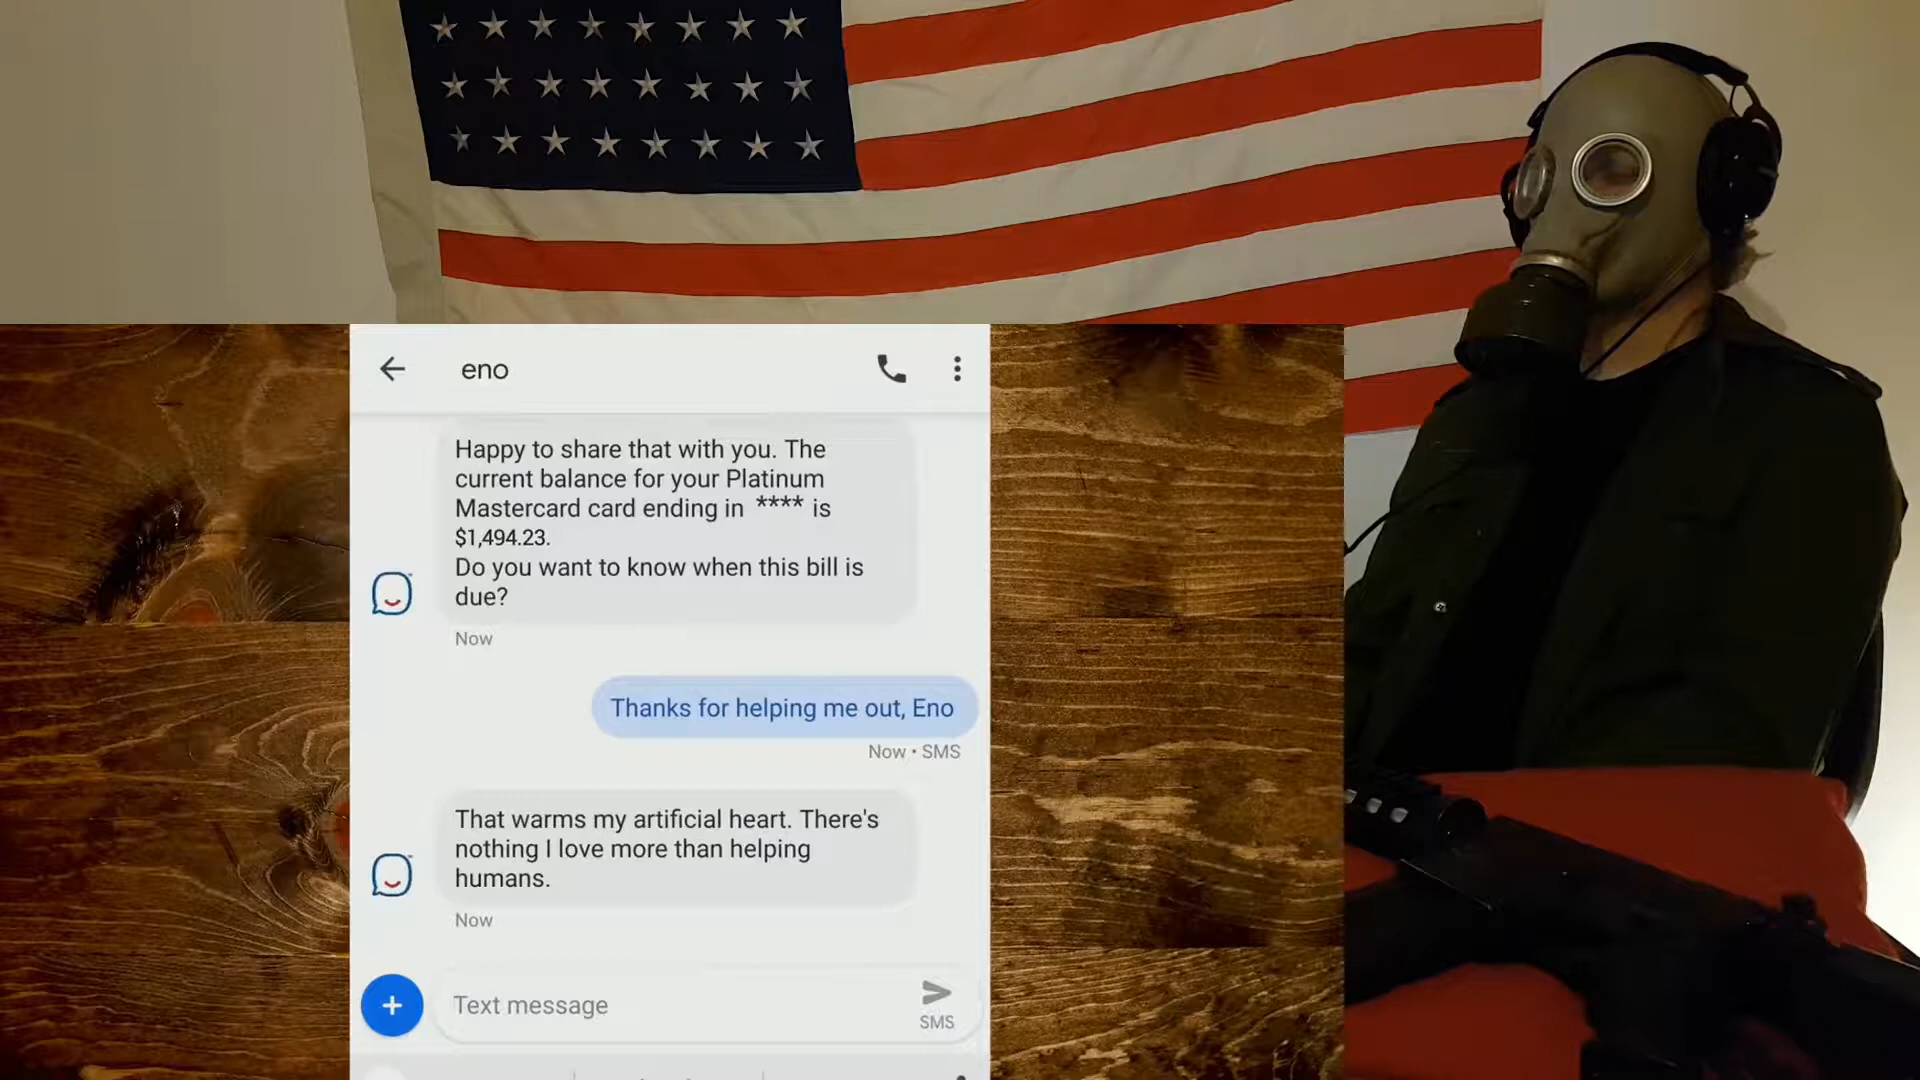 eno
Happy to share that with you. The
current balance for your Platinum
Mastercard card ending in **** is
$1,494.23.
Do you want to know when this bill is
due?
Now
Thanks for helping me out, Eno
Now • SMS
That warms my artificial heart. There's
nothing I love more than helping
humans.
Now
Text message
SMS